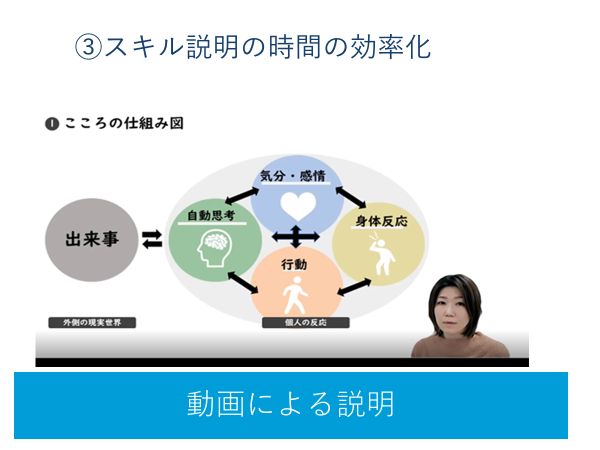 ③スキル説明の時間の効率化
❶ こころの仕組み図
気分・感情
自動思考
身体反応
出来事
行動
外側の現実世界
個人の反応
動画による説明